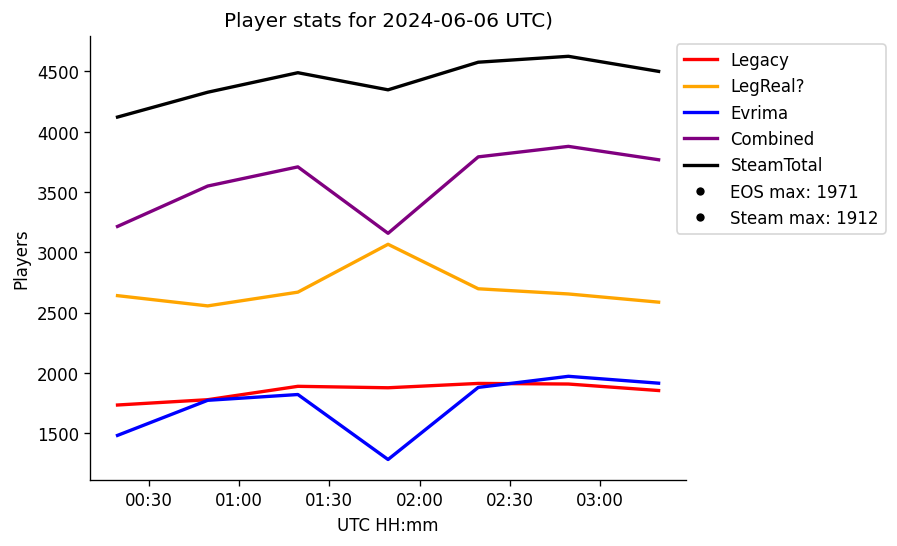 Player stats for 2024-06-06 UTC)
Players
4500
4000
3500
3000
2500
2000
1500
00:30 01:00 01:30 02:00 02:30 03:00
UTC HH:mm
Legacy
LegReal?
Evrima
Combined
SteamTotal
EOS max: 1971
Steam max: 1912